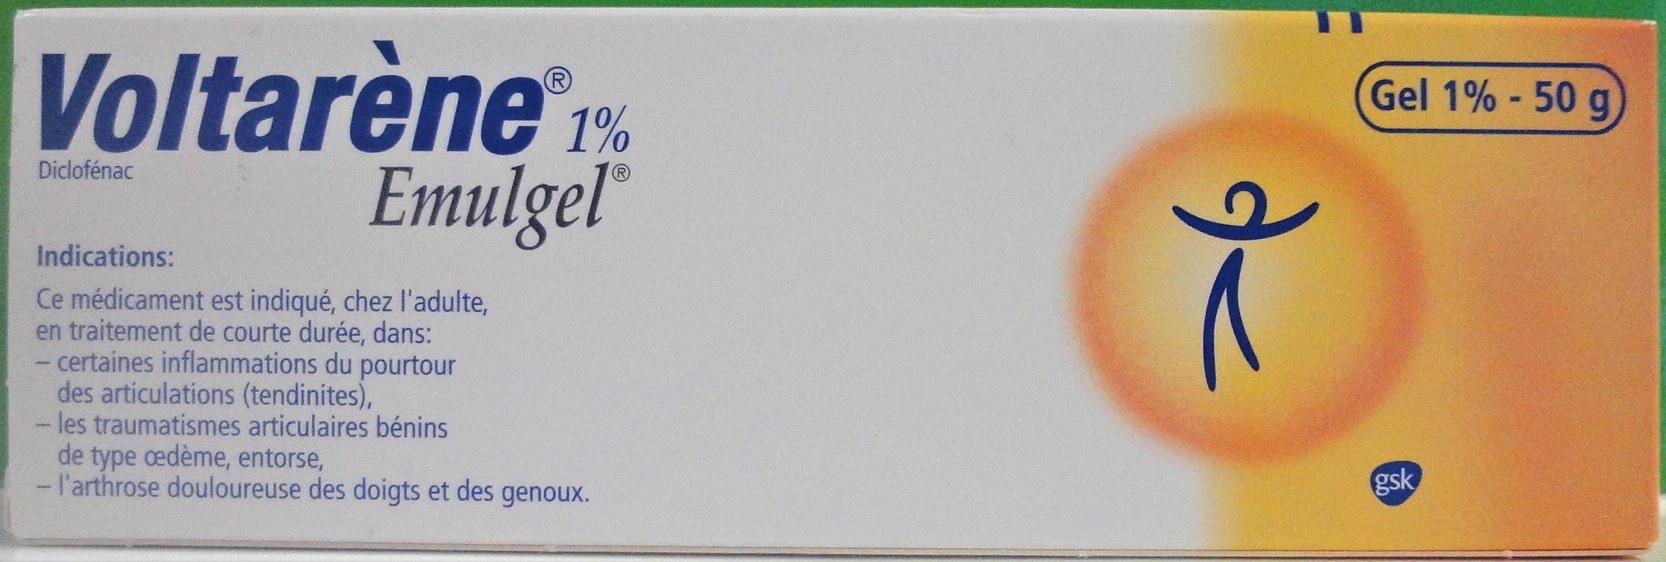 Voltarène® 1%
Diclofénac
Emulgel®
Indications:
Ce médicament est indiqué, chez l'adulte,
en traitement de courte durée, dans:
– certaines inflammations du pourtour
des articulations (tendinites),
– les traumatismes articulaires bénins
de type œdème, entorse,
– l'arthrose douloureuse des doigts et des genoux.
Gel 1% - 50 g
gsk